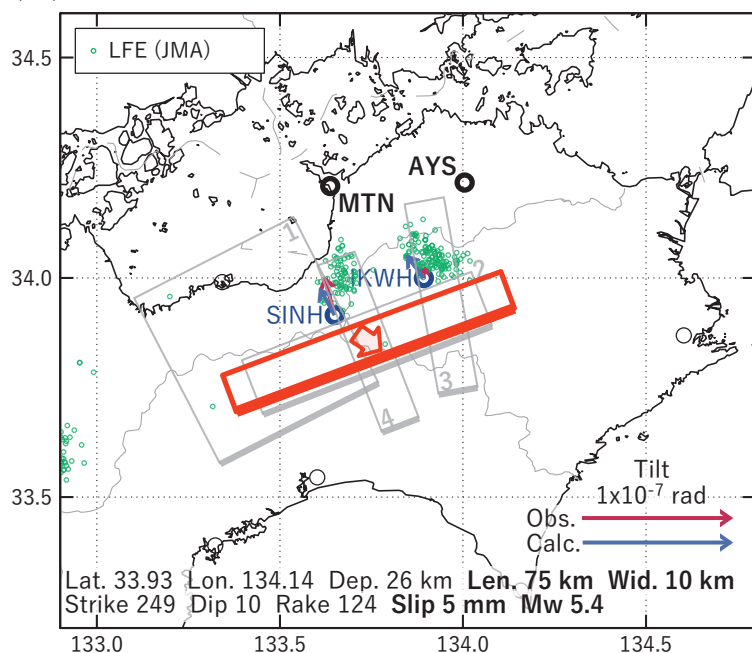 34.5
LFE (JMA)
AYS
MTN
1
2
IKWH
34.0
SINH
3
4
33.5
Tilt
1x10⁻⁷ rad
Obs.
Calc.
Lat. 33.93 Lon. 134.14 Dep. 26 km Len. 75 km Wid. 10 km
Strike 249 Dip 10 Rake 124 Slip 5 mm Mw 5.4
133.0 133.5 134.0 134.5